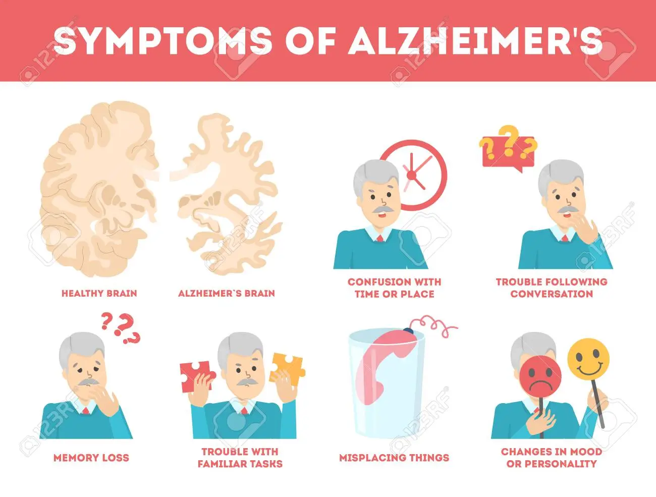 SYMPTOMS OF ALZHEIMER'S
HEALTHY BRAIN
ALZHEIMER`S BRAIN
CONFUSION WITH
TIME OR PLACE
TROUBLE FOLLOWING
CONVERSATION
MEMORY LOSS
TROUBLE WITH
FAMILIAR TASKS
MISPLACING THINGS
CHANGES IN MOOD
OR PERSONALITY
???
???
123RF